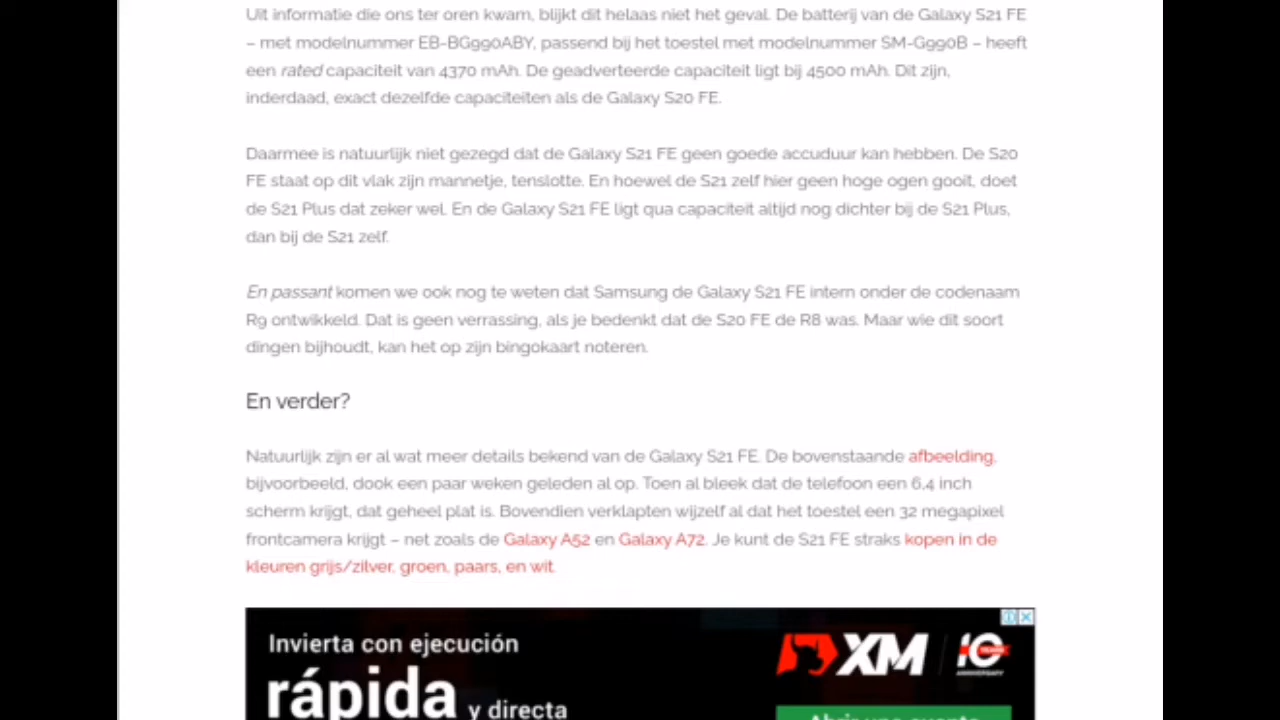 Uit informatie die ons ter oren kwam, blijkt dit helaas niet het geval. De batterij van de Galaxy S21 FE
– met modelnummer EB-BG990ABY, passend bij het toestel met modelnummer SM-G990B – heeft
een rated capaciteit van 4370 mAh. De geadverteerde capaciteit ligt bij 4500 mAh. Dit zijn,
inderdaad, exact dezelfde capaciteiten als de Galaxy S20 FE.
Daarmee is natuurlijk niet gezegd dat de Galaxy S21 FE geen goede accuduur kan hebben. De S20
FE staat op dit vlak zijn mannetje, tenslotte. En hoewel de S21 zelf hier geen hoge ogen gooit, doet
de S21 Plus dat zeker wel. En de Galaxy S21 FE ligt qua capaciteit altijd nog dichter bij de S21 Plus,
dan bij de S21 zelf.
En passant komen we ook nog te weten dat Samsung de Galaxy S21 FE intern onder de codenaam
R9 ontwikkeld. Dat is geen verrassing, als je bedenkt dat de S20 FE de R8 was. Maar wie dit soort
dingen bijhoudt, kan het op zijn bingokaart noteren.
En verder?
Natuurlijk zijn er al wat meer details bekend van de Galaxy S21 FE. De bovenstaande afbeelding,
bijvoorbeeld, dook een paar weken geleden al op. Toen al bleek dat de telefoon een 6,4 inch
scherm krijgt, dat geheel plat is. Bovendien verklapten wijzelf al dat het toestel een 32 megapixel
frontcamera krijgt – net zoals de Galaxy A52 en Galaxy A72. Je kunt de S21 FE straks kopen in de
kleuren grijs/zilver, groen, paars, en wit.
Invierta con ejecución
rápida y directa
XM
10 YEARS
ANNIVERSARY
Abrir una cuenta